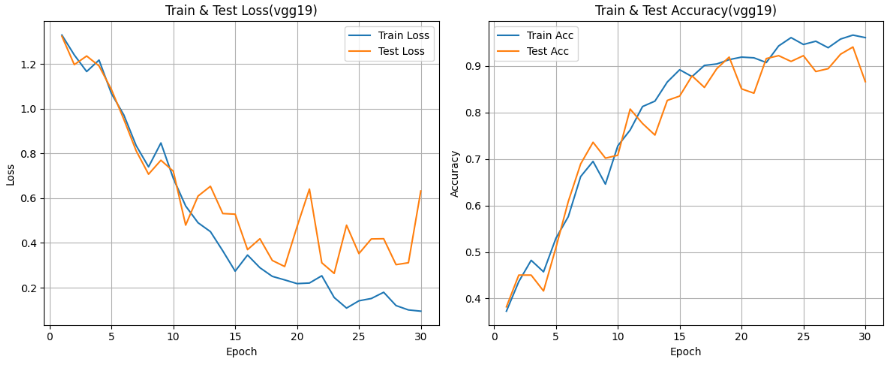 Train & Test Loss(vgg19)
Train Loss
Test Loss
Loss
1.2
1.0
0.8
0.6
0.4
0.2
0
5
10
15
20
25
30
Epoch
Train & Test Accuracy(vgg19)
Train Acc
Test Acc
Accuracy
0.9
0.8
0.7
0.6
0.5
0.4
0
5
10
15
20
25
30
Epoch